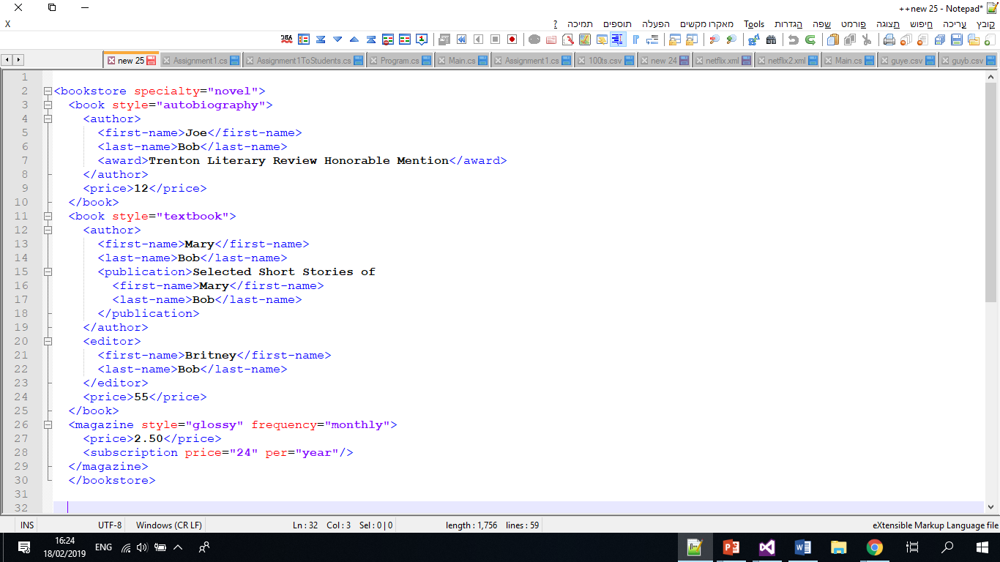 ++new 25 - Notepad*
קובץ עריכה חיפוש תצוגה פורמט שפה הגדרות Tools מאקרו מקשים הפעלה תוספים תמיכה ? X
ABC
new 25 Assignment1.cs Assignment1ToStudents.cs Program.cs Main.cs Assignment1.cs 100ts.csv new 24 netflix.xml netflix2.xml Main.cs guye.csv guyb.csv
1
2 <bookstore specialty="novel">
3 <book style="autobiography">
4 <author>
5 <first-name>Joe</first-name>
6 <last-name>Bob</last-name>
7 <award>Trenton Literary Review Honorable Mention</award>
8 </author>
9 <price>12</price>
10 </book>
11 <book style="textbook">
12 <author>
13 <first-name>Mary</first-name>
14 <last-name>Bob</last-name>
15 <publication>Selected Short Stories of
16 <first-name>Mary</first-name>
17 <last-name>Bob</last-name>
18 </publication>
19 </author>
20 <editor>
21 <first-name>Britney</first-name>
22 <last-name>Bob</last-name>
23 </editor>
24 <price>55</price>
25 </book>
26 <magazine style="glossy" frequency="monthly">
27 <price>2.50</price>
28 <subscription price="24" per="year"/>
29 </magazine>
30 </bookstore>
31
32
INS UTF-8 Windows (CR LF) Ln : 32 Col : 3 Sel : 0 | 0 length : 1,756 lines : 59 eXtensible Markup Language file
16:24
18/02/2019
ENG